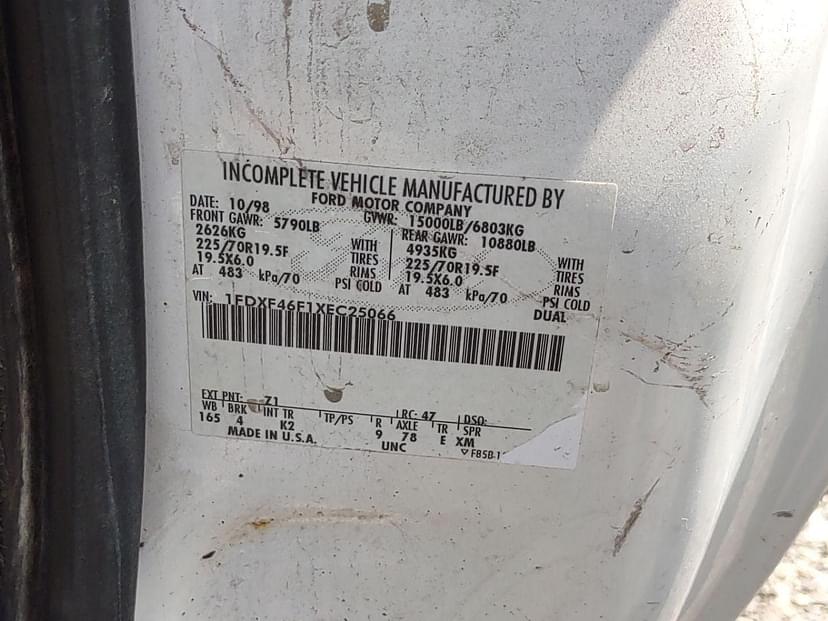 INCOMPLETE VEHICLE MANUFACTURED BY
FORD MOTOR COMPANY
DATE: 10/98 GVWR: 15000LB/6803KG
FRONT GAWR: 5790LB REAR GAWR: 10880LB
2626KG WITH 4935KG WITH
225/70R19.5F TIRES 225/70R19.5F TIRES
19.5X6.0 RIMS 19.5X6.0 RIMS
AT 483 kPa/70 PSI COLD AT 483 kPa/70 PSI COLD
DUAL
VIN: 1FDXF46F1XEC25066
EXT PNT: Z1 RC: 47 DSO:
WB BRK INT TR TP/PS R AXLE TR SPR
165 4 K2 9 78 E XM
MADE IN U.S.A. UNC F85B